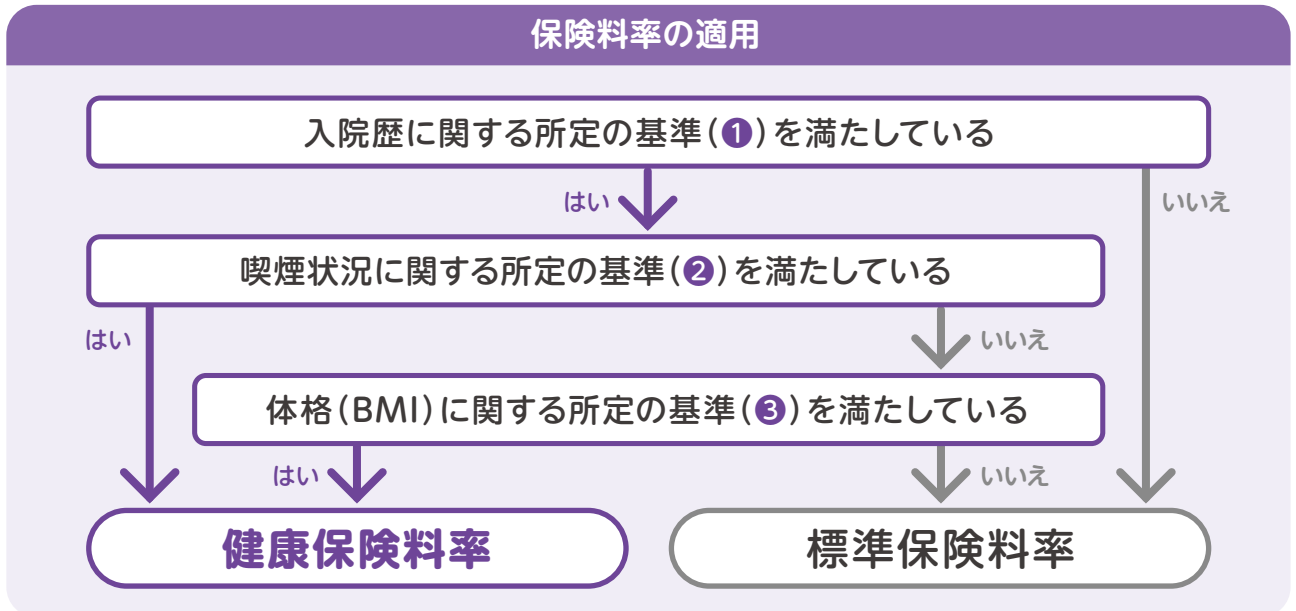 保険料率の適用
入院歴に関する所定の基準(❶)を満たしている
はい
いいえ
喫煙状況に関する所定の基準(❷)を満たしている
はい
いいえ
体格(BMI)に関する所定の基準(❸)を満たしている
はい
いいえ
健康保険料率
標準保険料率